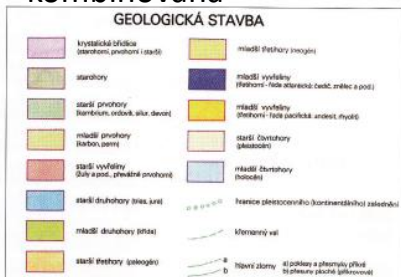 kombinovaná
GEOLOGICKÁ STAVBA
krystalické břidlice
(starohorní, prvohorní i starší)
starohory
starší prvohory
(kambrium, ordovik, silur, devon)
mladší prvohory
(karbon, perm)
starší vyvřeliny
(žuly a pod., převážně prvohorní)
starší druhohory (trias, jura)
mladší druhohory (křída)
starší třetihory (paleogén)
mladší třetihory (neogén)
mladší vyvřeliny
(třetihorní - řada atlantická: čedič, znělec a pod.)
mladší vyvřeliny
(třetihorní - řada pacifická: andezit, rhyolit)
starší čtvrtohory
(pleistocén)
mladší čtvrtohory
(holocén)
hranice pleistocenního (kontinentálního) zalednění
křemenný val
a
b
hlavní zlomy
a) poklesy a přesmyky příkré
b) přesuny ploché (příkrovové)